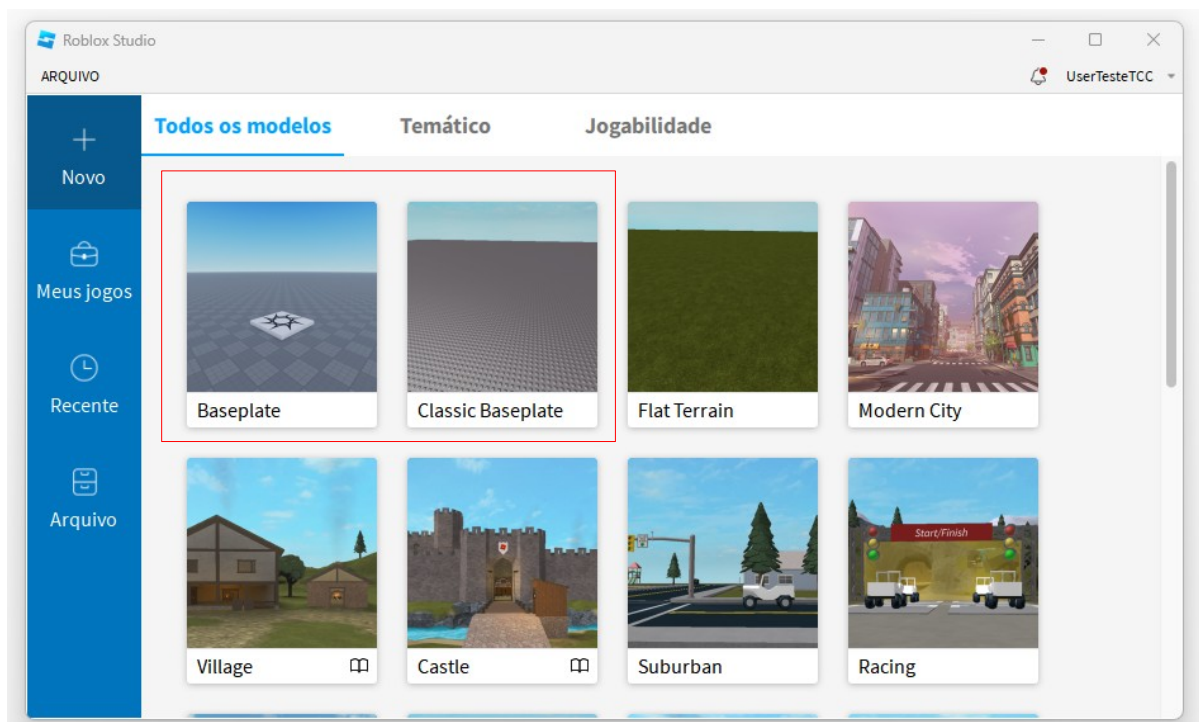 Roblox Studio
ARQUIVO
UserTesteTCC
Novo
Meus jogos
Recente
Arquivo
Todos os modelos
Temático
Jogabilidade
Baseplate
Classic Baseplate
Flat Terrain
Modern City
Start/Finish
Village
Castle
Suburban
Racing